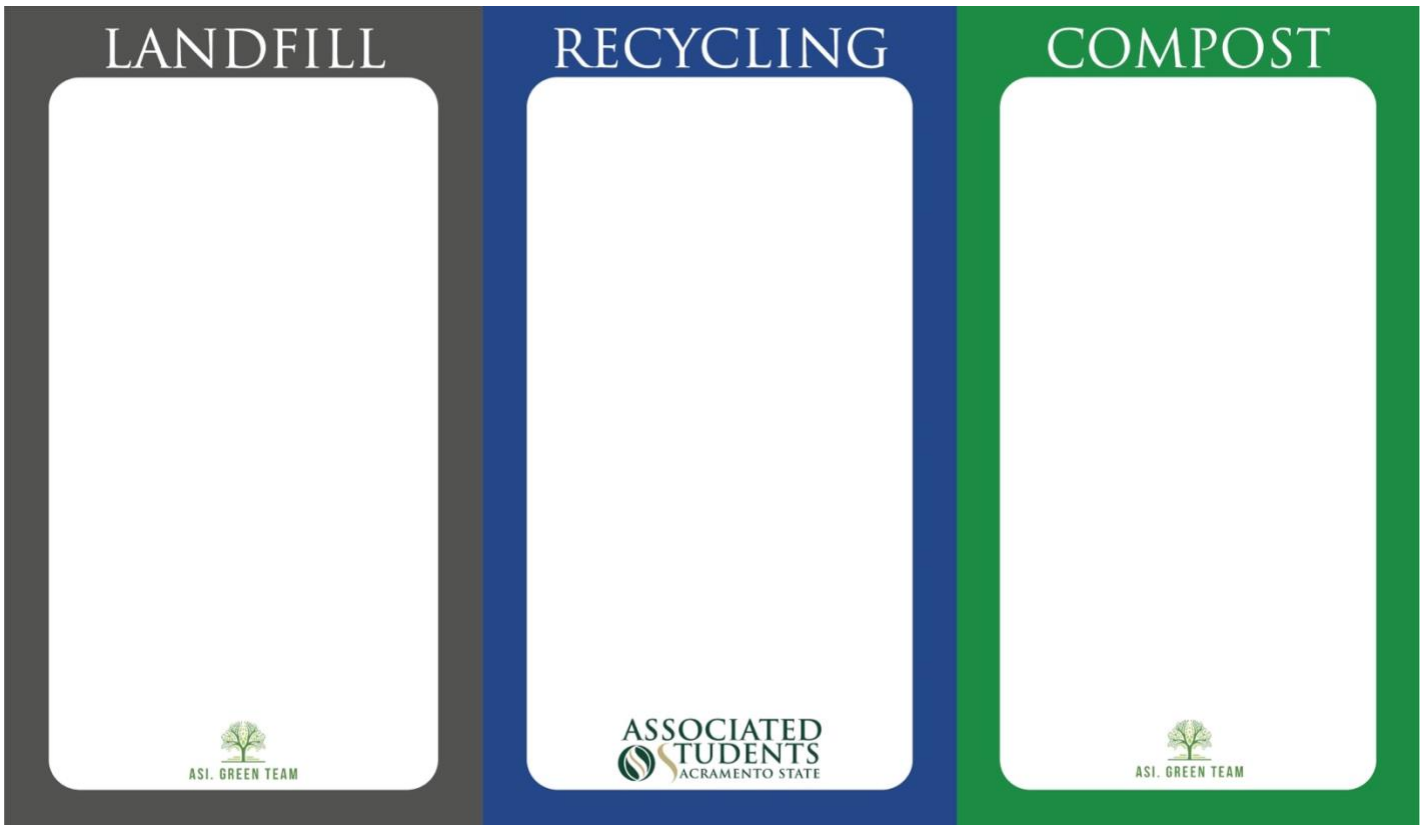 LANDFILL
RECYCLING
COMPOST
ASI. GREEN TEAM
ASSOCIATED
STUDENTS
SACRAMENTO STATE
ASI. GREEN TEAM